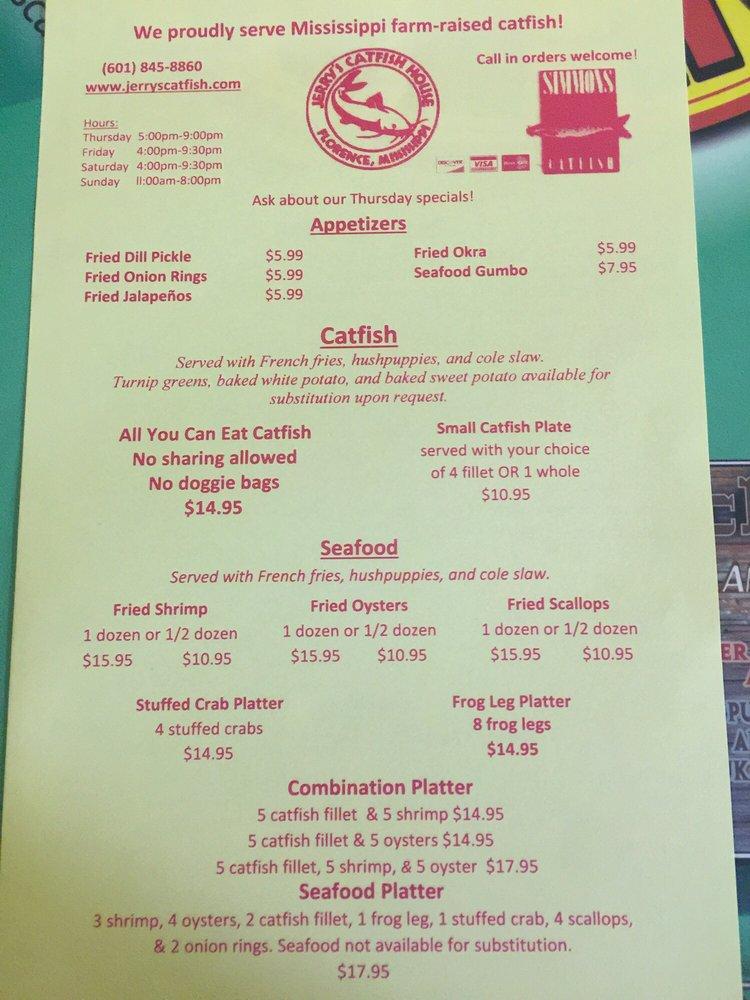 We proudly serve Mississippi farm-raised catfish!
(601) 845-8860
www.jerryscatfish.com
Hours:
Thursday 5:00pm-9:00pm
Friday 4:00pm-9:30pm
Saturday 4:00pm-9:30pm
Sunday 11:00am-8:00pm
JERRY'S CATFISH HOUSE
FLORENCE, MISSISSIPPI
Call in orders welcome!
SIMMONS
CATFISH
DISCOVER VISA
Ask about our Thursday specials!
Appetizers
Fried Dill Pickle $5.99
Fried Onion Rings $5.99
Fried Jalapeños $5.99
Fried Okra $5.99
Seafood Gumbo $7.95
Catfish
Served with French fries, hushpuppies, and cole slaw.
Turnip greens, baked white potato, and baked sweet potato available for
substitution upon request.
All You Can Eat Catfish
No sharing allowed
No doggie bags
$14.95
Small Catfish Plate
served with your choice
of 4 fillet OR 1 whole
$10.95
Seafood
Served with French fries, hushpuppies, and cole slaw.
Fried Shrimp
1 dozen or 1/2 dozen
$15.95 $10.95
Fried Oysters
1 dozen or 1/2 dozen
$15.95 $10.95
Fried Scallops
1 dozen or 1/2 dozen
$15.95 $10.95
Stuffed Crab Platter
4 stuffed crabs
$14.95
Frog Leg Platter
8 frog legs
$14.95
Combination Platter
5 catfish fillet & 5 shrimp $14.95
5 catfish fillet & 5 oysters $14.95
5 catfish fillet, 5 shrimp, & 5 oyster $17.95
Seafood Platter
3 shrimp, 4 oysters, 2 catfish fillet, 1 frog leg, 1 stuffed crab, 4 scallops,
& 2 onion rings. Seafood not available for substitution.
$17.95